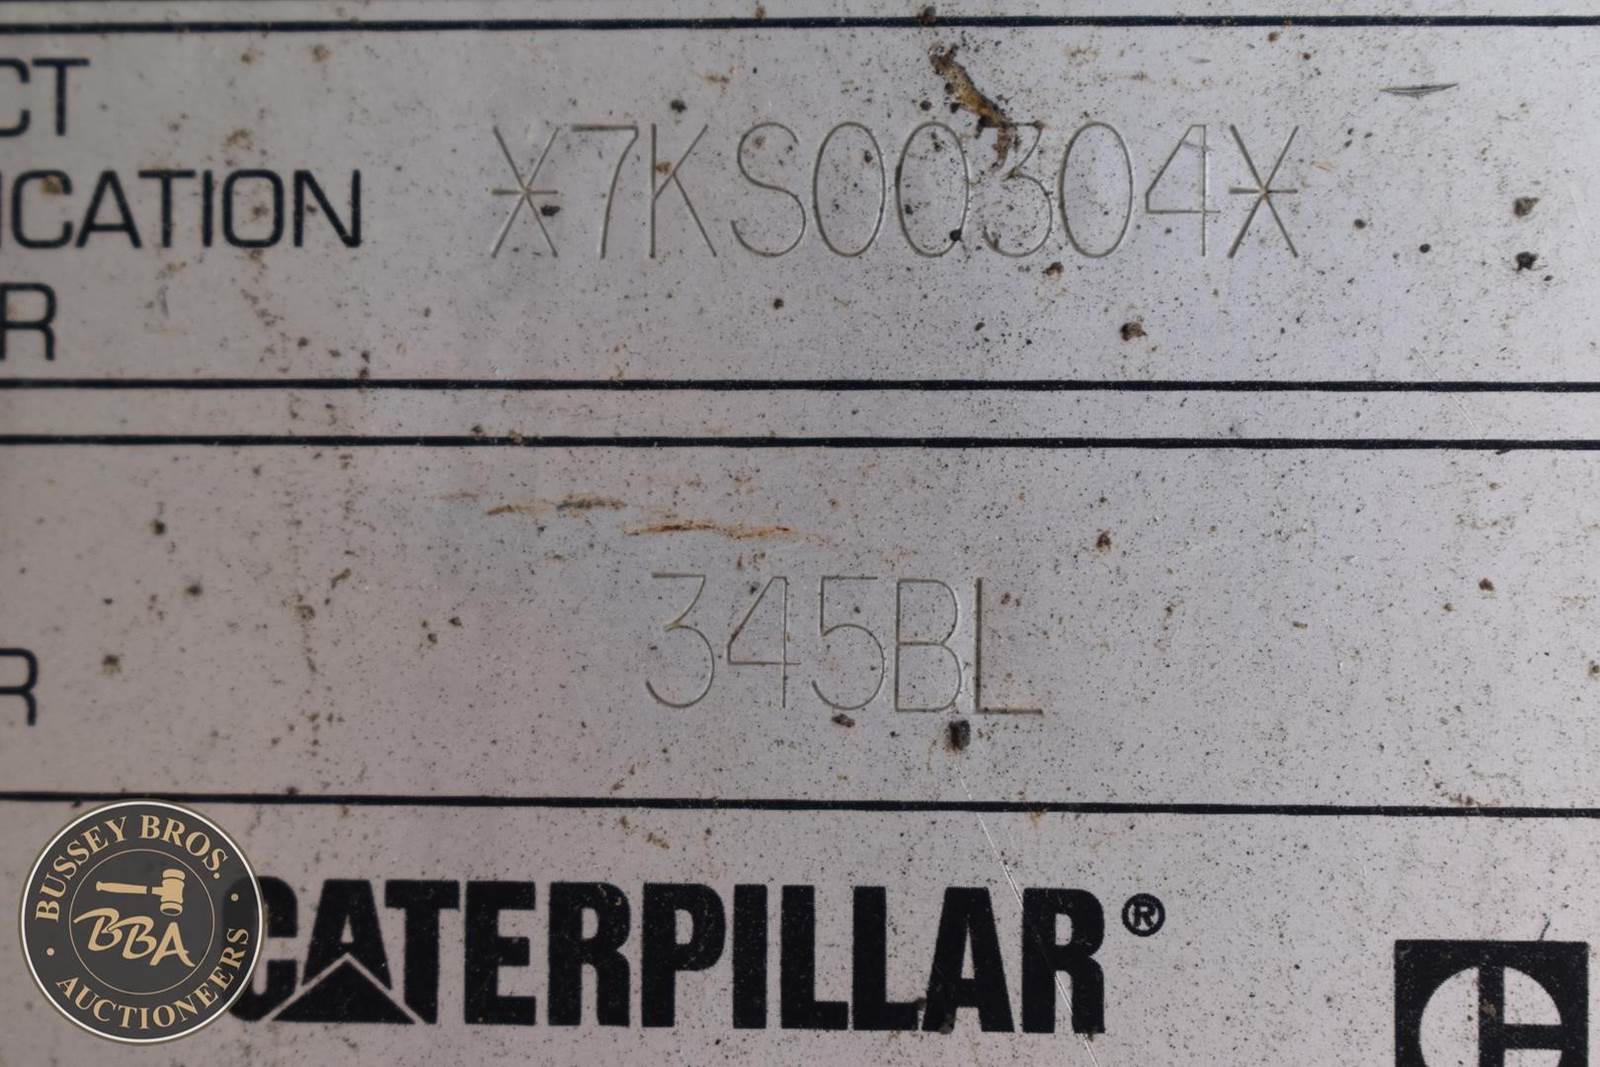 CT
ICATION
R
*7KS00304*
R
345BL
CATERPILLAR®
BUSSEY BROS.
BBA
AUCTIONEERS